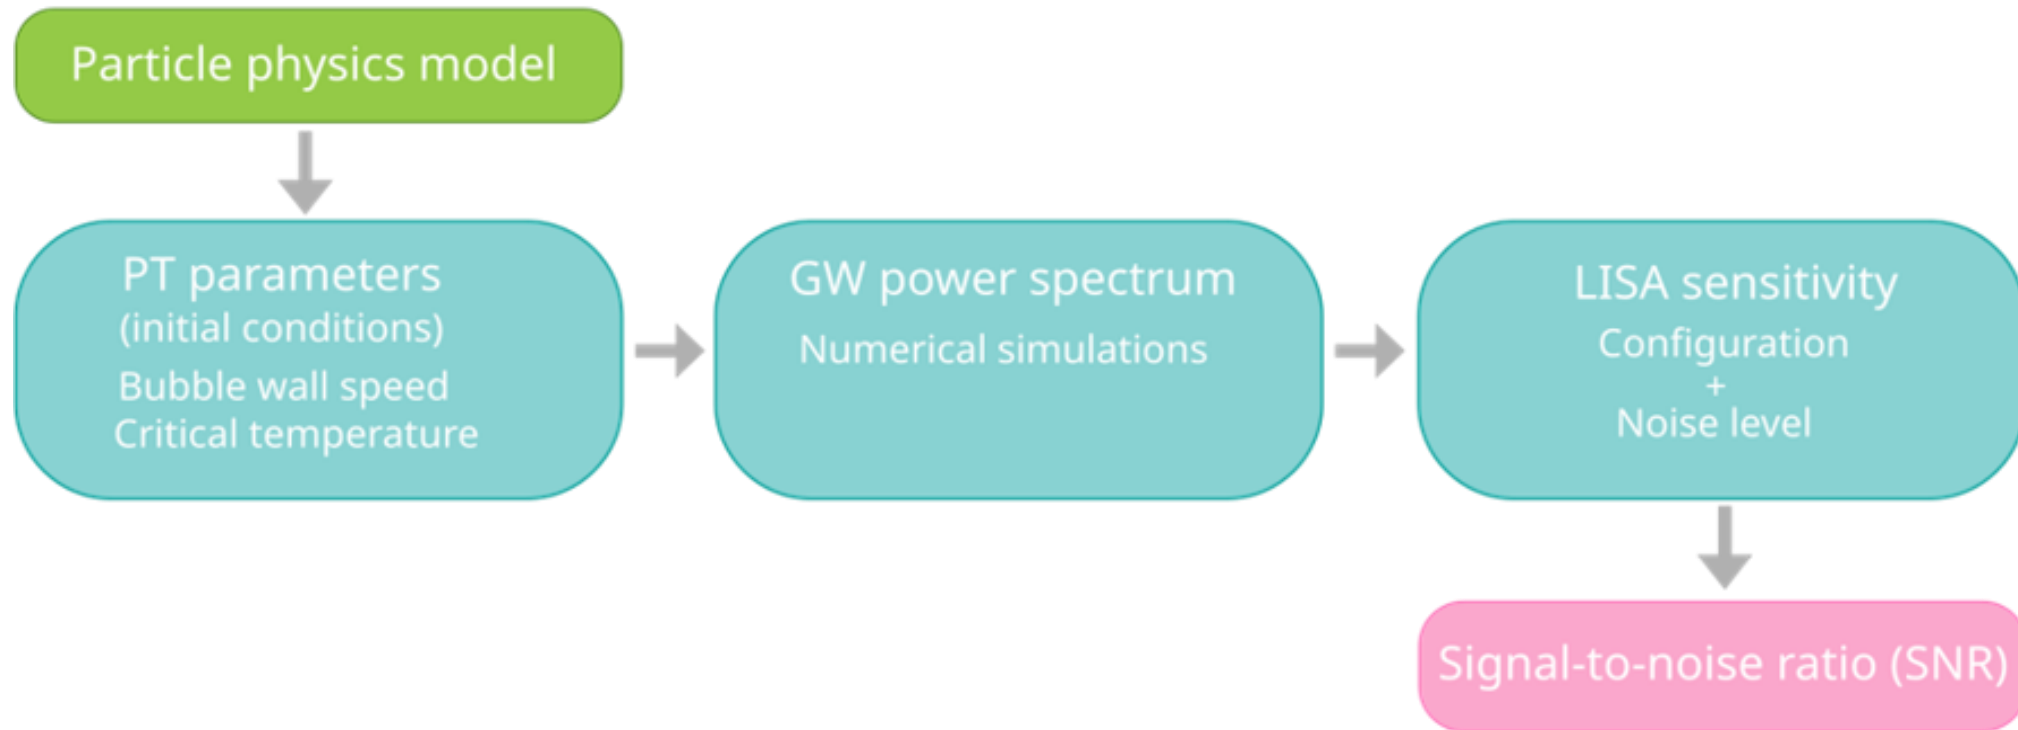 Particle physics model
PT parameters
(initial conditions)
Bubble wall speed
Critical temperature
GW power spectrum
Numerical simulations
LISA sensitivity
Configuration
+
Noise level
Signal-to-noise ratio (SNR)